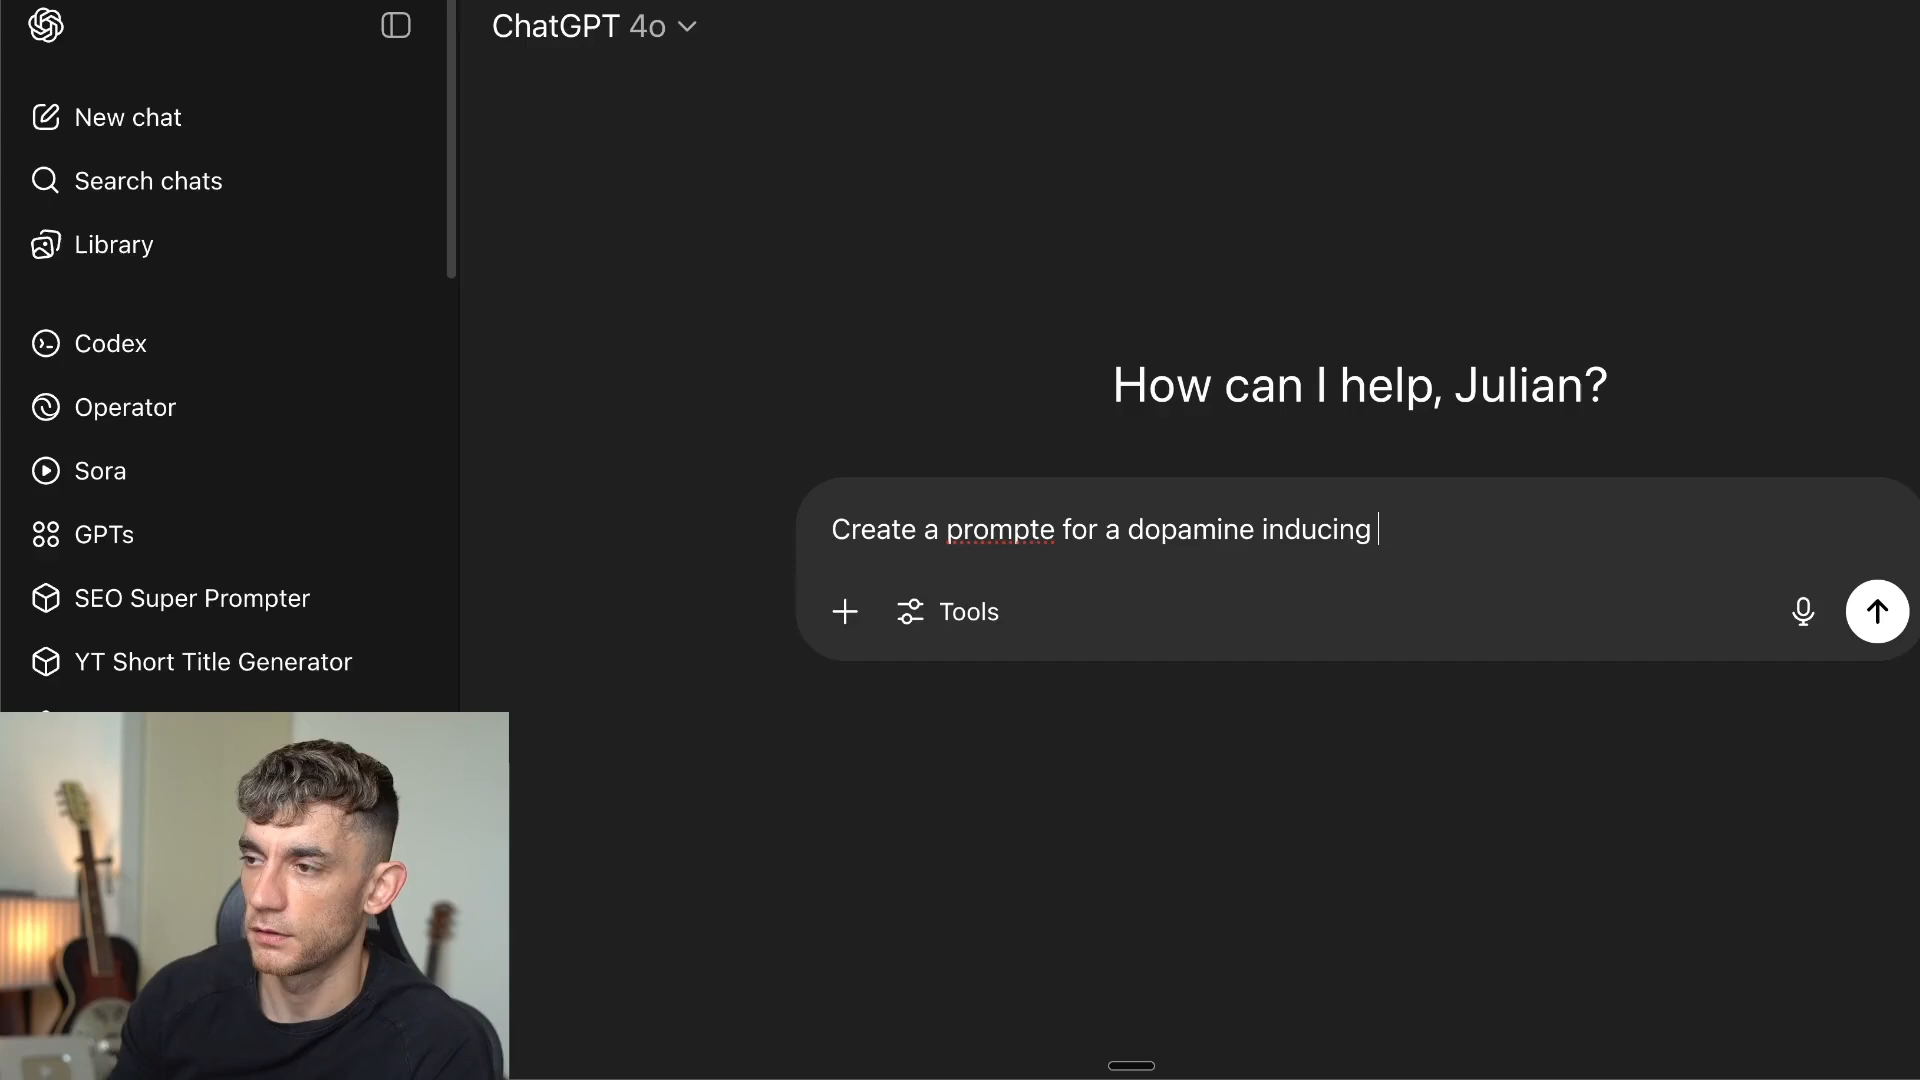 ChatGPT 4o
New chat
Search chats
Library
Codex
Operator
Sora
GPTs
SEO Super Prompter
YT Short Title Generator
How can I help, Julian?
Create a prompte for a dopamine inducing
Tools